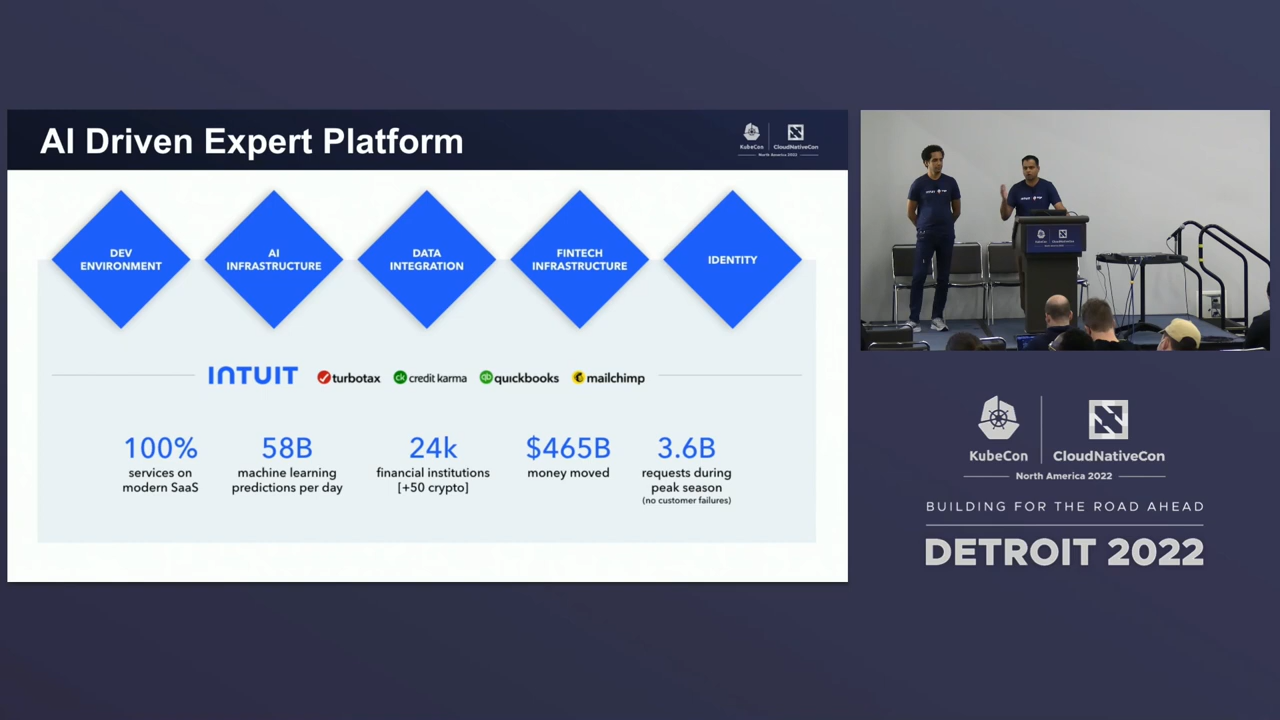 AI Driven Expert Platform
KubeCon
CloudNativeCon
North America 2022
DEV
ENVIRONMENT
AI
INFRASTRUCTURE
DATA
INTEGRATION
FINTECH
INFRASTRUCTURE
IDENTITY
INTUIT
turbotax
ck credit karma
qb quickbooks
mailchimp
100%
services on
modern SaaS
58B
machine learning
predictions per day
24k
financial institutions
[+50 crypto]
$465B
money moved
3.6B
requests during
peak season
(no customer failures)
KubeCon
CloudNativeCon
North America 2022
BUILDING FOR THE ROAD AHEAD
DETROIT 2022